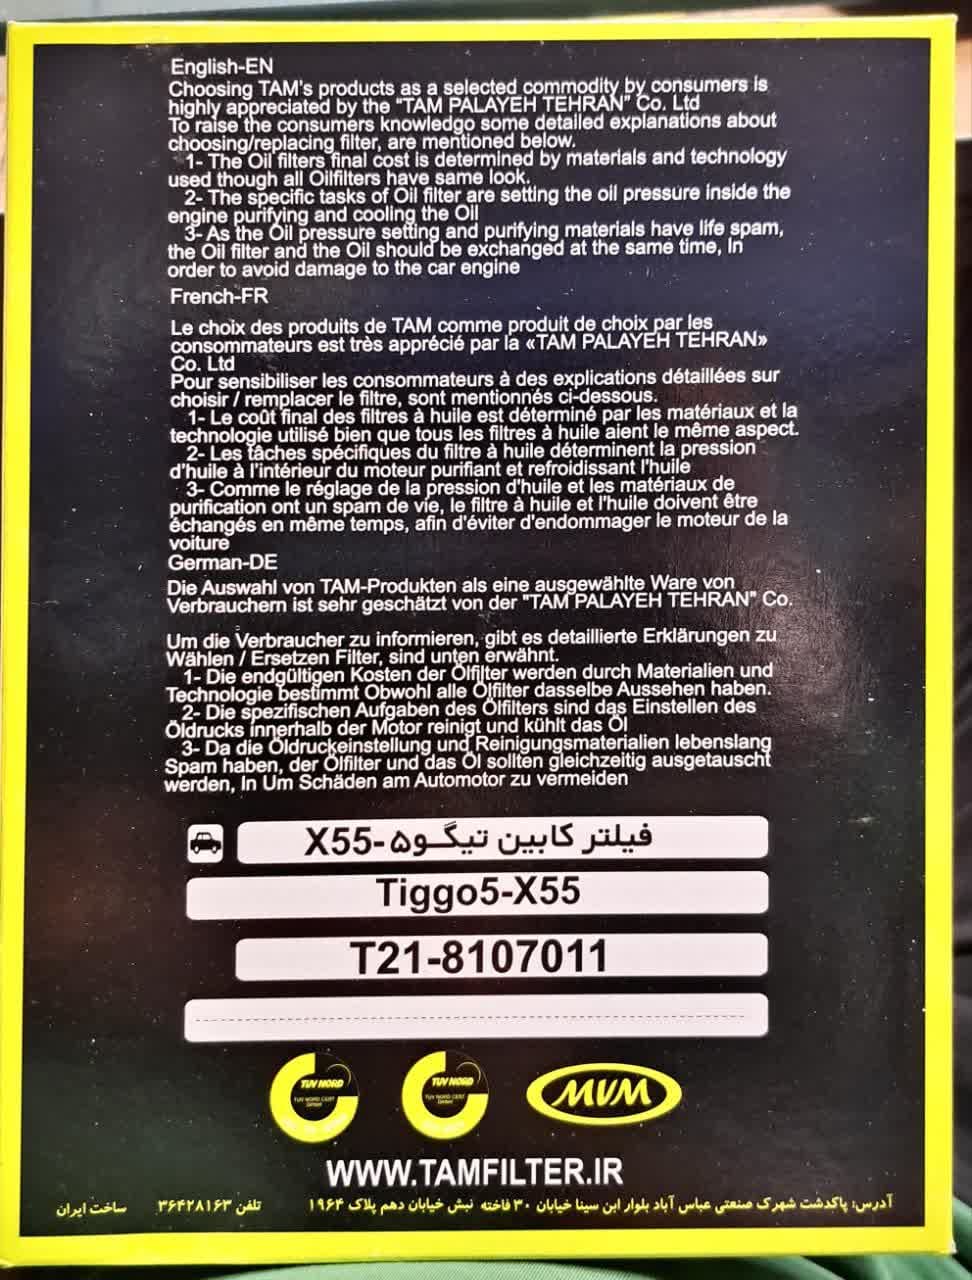 English-EN
Choosing TAM's products as a selected commodity by consumers is
highly appreciated by the "TAM PALAYEH TEHRAN" Co. Ltd
To raise the consumers knowledgo some detailed explanations about
choosing/replacing filter, are mentioned below.
1- The Oil filters final cost is determined by materials and technology
used though all Oilfilters have same look.
2- The specific tasks of Oil filter are setting the oil pressure inside the
engine purifying and cooling the Oil
3- As the Oil pressure setting and purifying materials have life spam,
the Oil filter and the Oil should be exchanged at the same time, In
order to avoid damage to the car engine
French-FR
Le choix des produits de TAM comme produit de choix par les
consommateurs est très apprécié par la «TAM PALAYEH TEHRAN»
Co. Ltd
Pour sensibiliser les consommateurs à des explications détaillées sur
choisir / remplacer le filtre, sont mentionnés ci-dessous.
1- Le coût final des filtres à huile est déterminé par les matériaux et la
technologie utilisé bien que tous les filtres à huile aient le même aspect.
2- Les tâches spécifiques du filtre à huile déterminent la pression
d'huile à l'intérieur du moteur purifiant et refroidissant l'huile
3- Comme le réglage de la pression d'huile et les matériaux de
purification ont un spam de vie, le filtre à huile et l'huile doivent être
échangés en même temps, afin d'éviter d'endommager le moteur de la
voiture
German-DE
Die Auswahl von TAM-Produkten als eine ausgewählte Ware von
Verbrauchern ist sehr geschätzt von der "TAM PALAYEH TEHRAN" Co.
Um die Verbraucher zu informieren, gibt es detaillierte Erklärungen zu
Wählen / Ersetzen Filter, sind unten erwähnt.
1- Die endgültigen Kosten der Ölfilter werden durch Materialien und
Technologie bestimmt Obwohl alle Ölfilter dasselbe Aussehen haben.
2- Die spezifischen Aufgaben des Ölfilters sind das Einstellen des
Öldrucks innerhalb der Motor reinigt und kühlt das Öl
3- Da die Öldruckeinstellung und Reinigungsmaterialien lebenslang
Spam haben, der Ölfilter und das Öl sollten gleichzeitig ausgetauscht
werden, In Um Schäden am Automotor zu vermeiden
فیلتر کابین تیگو۵-X55
Tiggo5-X55
T21-8107011
TUV NORD
TUV NORD CERT
GmbH
TUV NORD
TUV NORD CERT
GmbH
MVM
WWW.TAMFILTER.IR
آدرس: پاکدشت شهرک صنعتی عباس آباد بلوار ابن سینا خیابان ۳۰ فاخته نبش خیابان دهم پلاک ۱۹۶۴ تلفن ۳۶۴۲۸۱۶۳ ساخت ایران